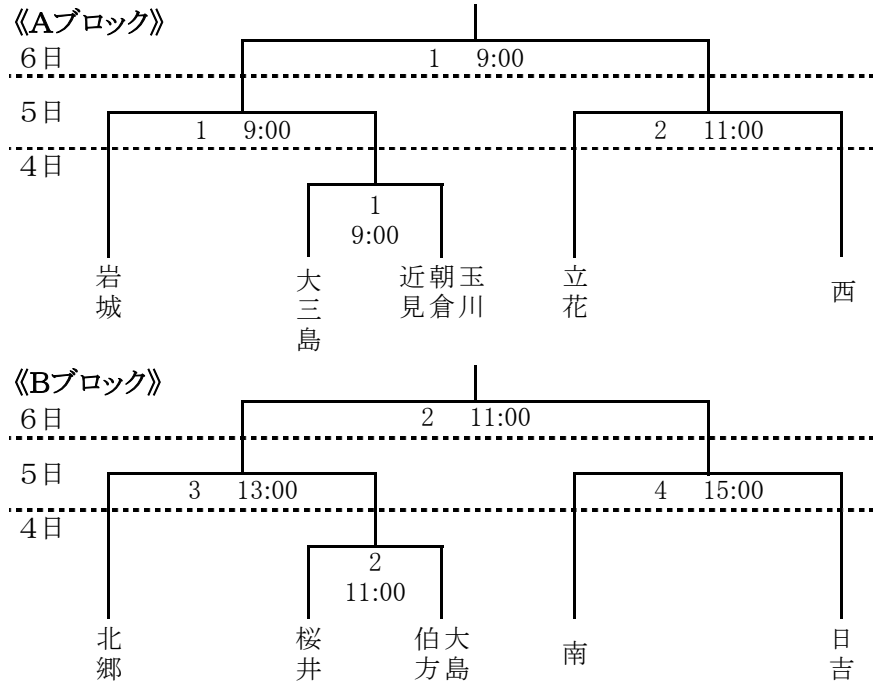 《Aブロック》
6日
1 9:00
5日
1 9:00
2 11:00
4日
1
9:00
岩城
大三島
近見
朝倉
玉川
立花
西
《Bブロック》
6日
2 11:00
5日
3 13:00
4 15:00
4日
2
11:00
北郷
桜井
伯方
大島
南
日吉